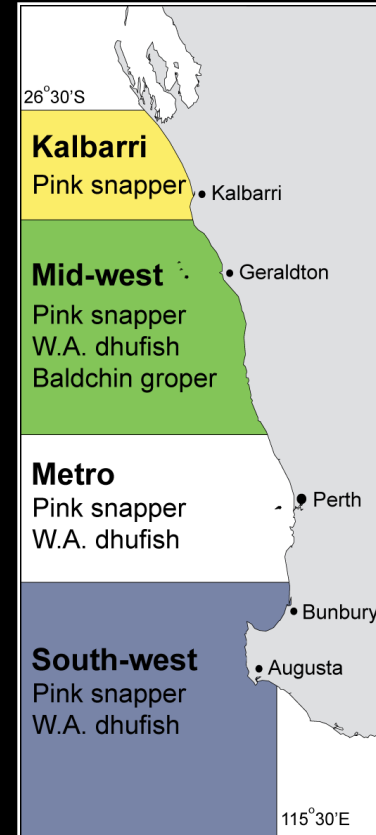 26°30'S
Kalbarri
Pink snapper
Kalbarri
Mid-west
Geraldton
Pink snapper
W.A. dhufish
Baldchin groper
Metro
Pink snapper
Perth
W.A. dhufish
Bunbury
South-west
Augusta
Pink snapper
W.A. dhufish
115°30'E